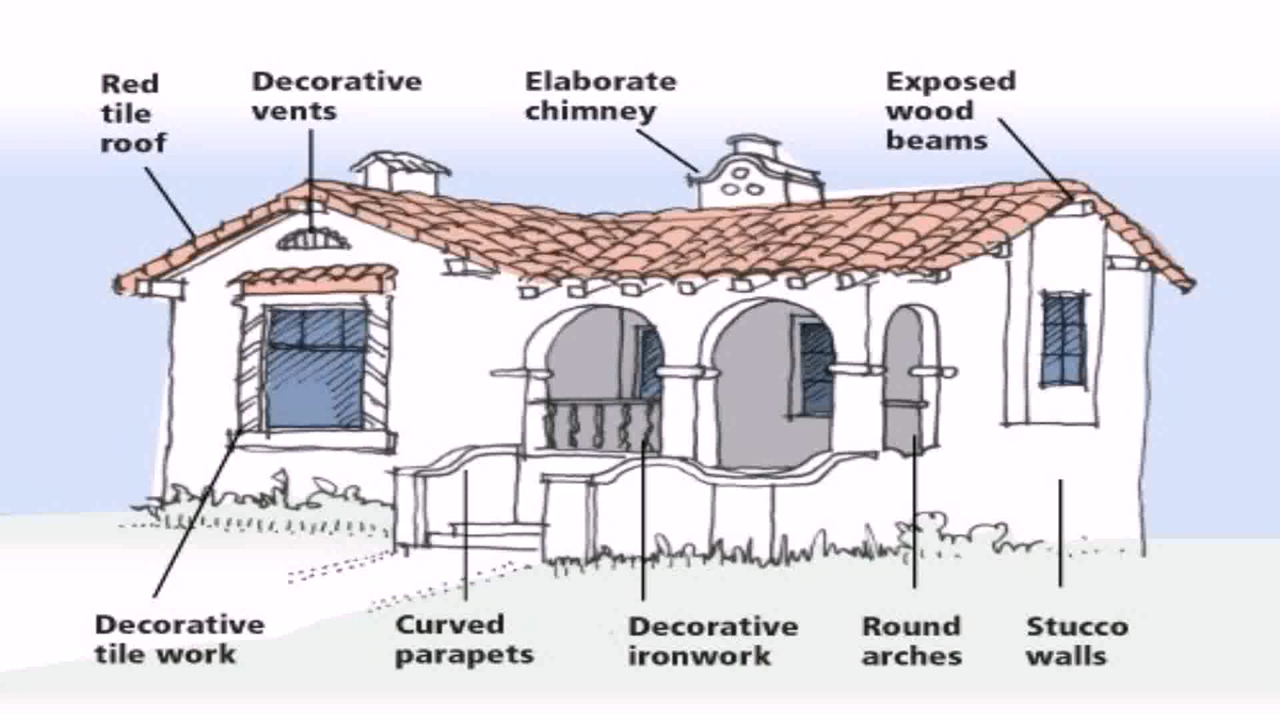 Red
tile
roof
Decorative
vents
Elaborate
chimney
Exposed
wood
beams
Decorative
tile work
Curved
parapets
Decorative
ironwork
Round
arches
Stucco
walls